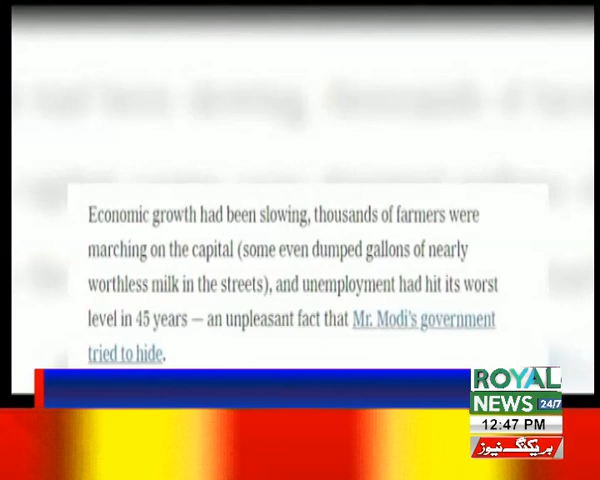 Economic growth had been slowing, thousands of farmers were
marching on the capital (some even dumped gallons of nearly
worthless milk in the streets), and unemployment had hit its worst
level in 45 years — an unpleasant fact that Mr. Modi's government
tried to hide.
ROYAL
NEWS 24/7
12:47 PM
بریکنگ نیوز